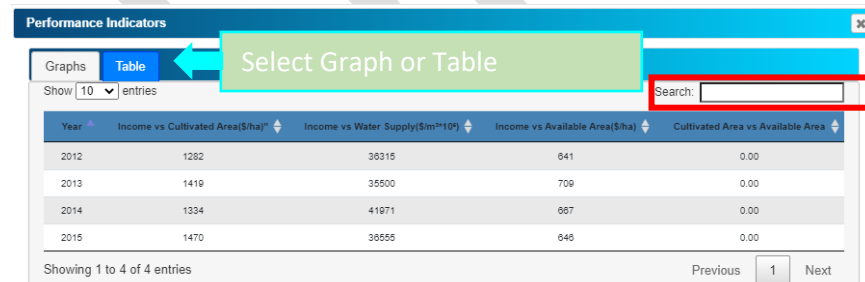 Performance Indicators
Graphs Table
Select Graph or Table
Show 10 entries
Search:
Year Income vs Cultivated Area($/ha)" Income vs Water Supply($/m³*10⁶) Income vs Available Area($/ha) Cultivated Area vs Available Area
2012 1282 36315 641 0.00
2013 1419 35500 709 0.00
2014 1334 41971 667 0.00
2015 1470 36555 646 0.00
Showing 1 to 4 of 4 entries
Previous 1 Next